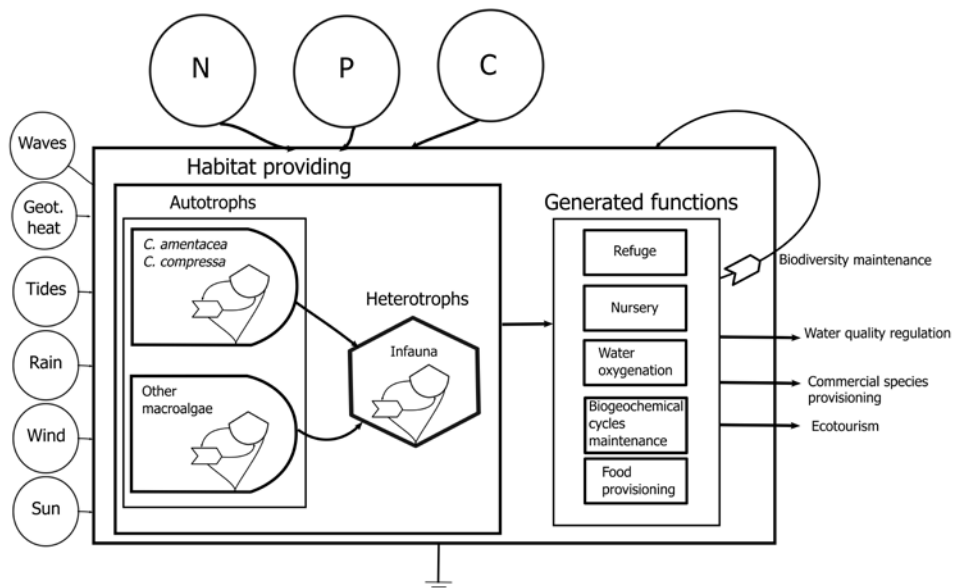 N
P
C
Waves
Geot.
heat
Tides
Rain
Wind
Sun
Habitat providing
Autotrophs
C. amentacea
C. compressa
Other
macroalgae
Heterotrophs
Infauna
Generated functions
Refuge
Nursery
Water
oxygenation
Biogeochemical
cycles
maintenance
Food
provisioning
Biodiversity maintenance
Water quality regulation
Commercial species
provisioning
Ecotourism